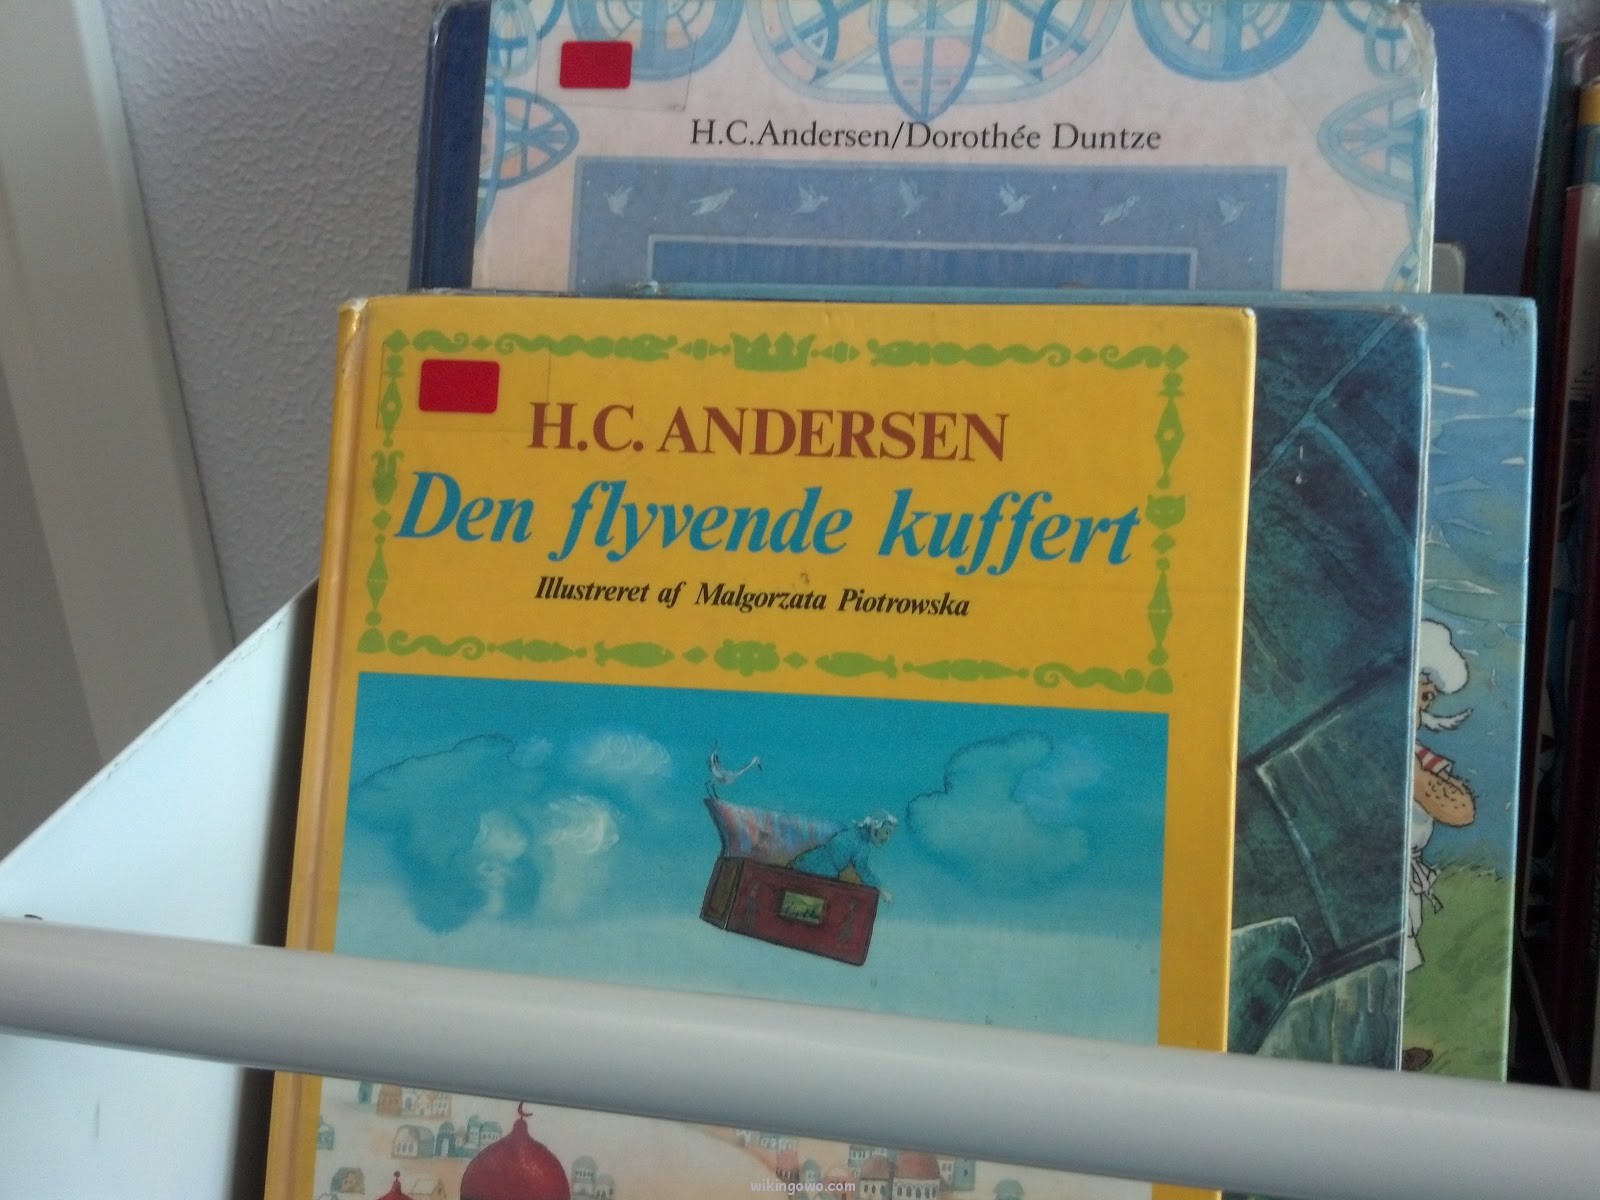 H.C.Andersen/Dorothée Duntze
H.C. ANDERSEN
Den flyvende kuffert
Illustreret af Malgorzata Piotrowska
wikingowo.com